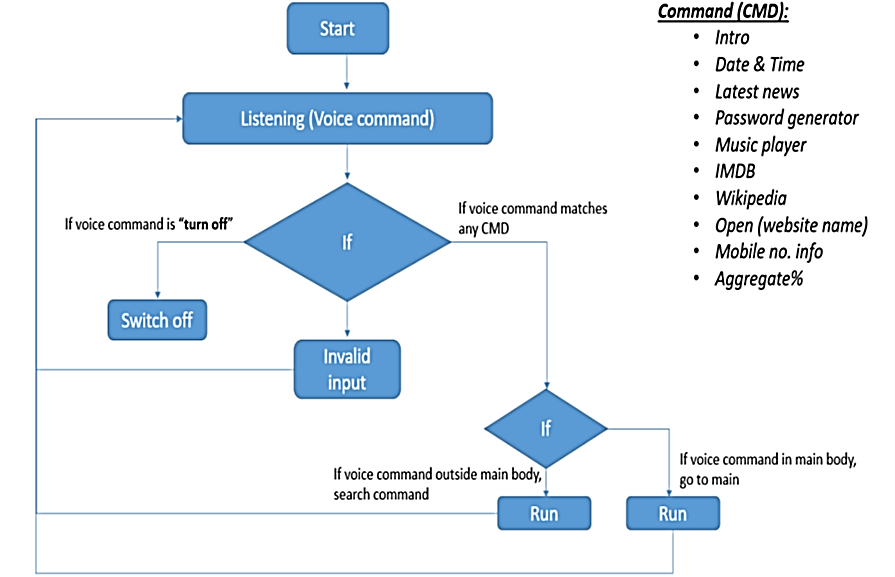 Start
Listening (Voice command)
If voice command is “turn off”
If
If voice command matches
any CMD
Switch off
Invalid
input
If
If voice command outside main body,
search command
If voice command in main body,
go to main
Run
Run
Command (CMD):
• Intro
• Date & Time
• Latest news
• Password generator
• Music player
• IMDB
• Wikipedia
• Open (website name)
• Mobile no. info
• Aggregate%